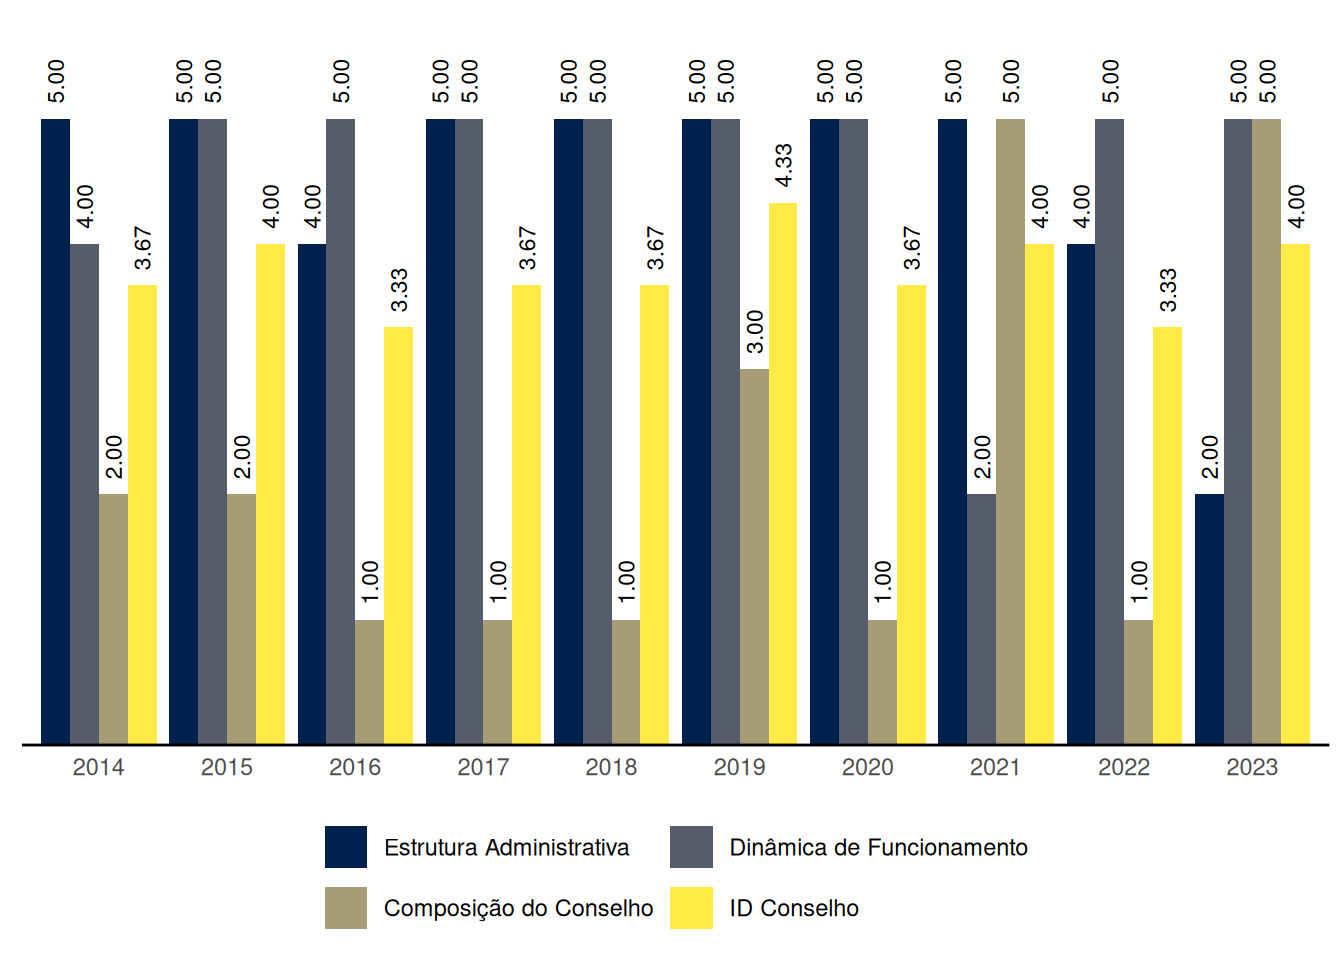 5.00 4.00 2.00 3.67 5.00 5.00 2.00 4.00 4.00 5.00 1.00 3.33 5.00 5.00 1.00 3.67 5.00 5.00 1.00 3.67 5.00 5.00 3.00 4.33 5.00 5.00 1.00 3.67 5.00 2.00 5.00 4.00 4.00 5.00 1.00 3.33 2.00 5.00 5.00 4.00
2014 2015 2016 2017 2018 2019 2020 2021 2022 2023
Estrutura Administrativa Dinâmica de Funcionamento
Composição do Conselho ID Conselho